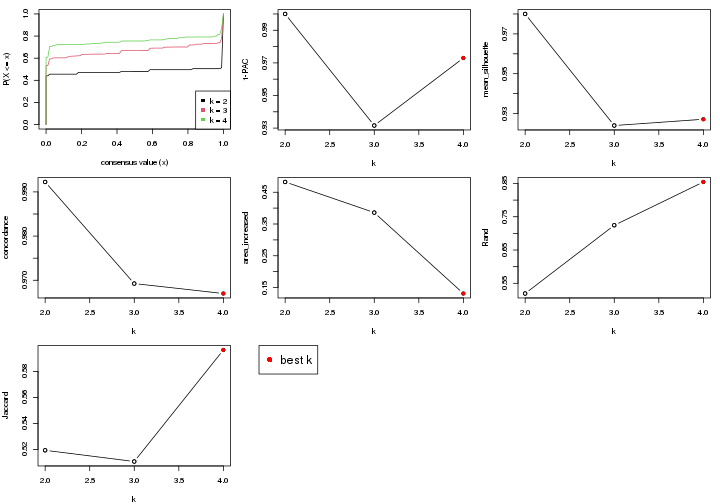 P(X <= x)
0.0 0.2 0.4 0.6 0.8 1.0
k = 2
k = 3
k = 4
0.0 0.2 0.4 0.6 0.8 1.0
consensus value (x)
1-PAC
0.93 0.95 0.97 0.99
2.0 2.5 3.0 3.5 4.0
k
mean_silhouette
0.93 0.95 0.97
2.0 2.5 3.0 3.5 4.0
k
concordance
0.970 0.980 0.990
2.0 2.5 3.0 3.5 4.0
k
area_increased
0.15 0.25 0.35 0.45
2.0 2.5 3.0 3.5 4.0
k
Rand
0.55 0.65 0.75 0.85
2.0 2.5 3.0 3.5 4.0
k
Jaccard
0.52 0.54 0.56 0.58
2.0 2.5 3.0 3.5 4.0
k
best k